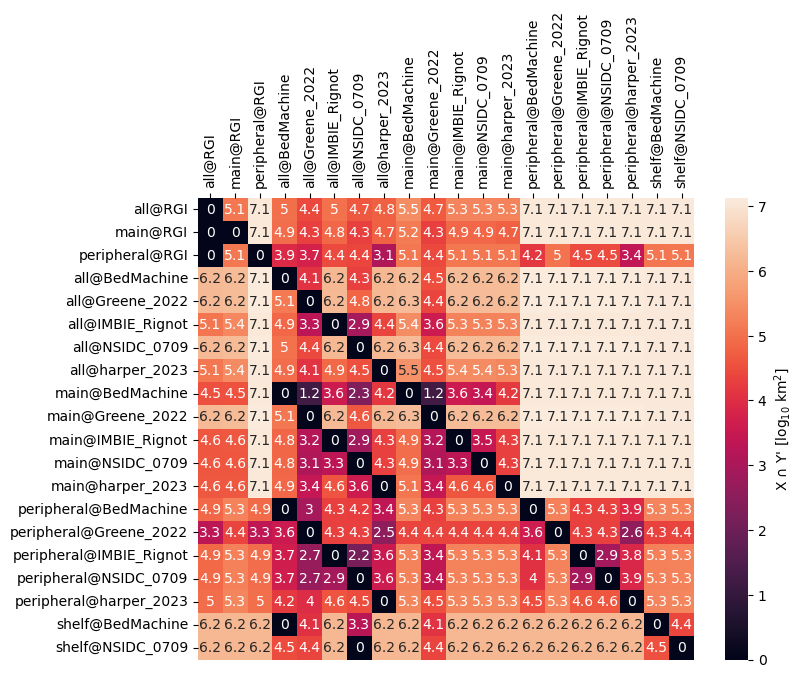 all@RGI
main@RGI
peripheral@RGI
all@BedMachine
all@Greene_2022
all@IMBIE_Rignot
all@NSIDC_0709
all@harper_2023
main@BedMachine
main@Greene_2022
main@IMBIE_Rignot
main@NSIDC_0709
main@harper_2023
peripheral@BedMachine
peripheral@Greene_2022
peripheral@IMBIE_Rignot
peripheral@NSIDC_0709
peripheral@harper_2023
shelf@BedMachine
shelf@NSIDC_0709
all@RGI 0 5.1 7.1 5 4.4 5 4.7 4.8 5.5 4.7 5.3 5.3 5.3 7.1 7.1 7.1 7.1 7.1 7.1 7.1
main@RGI 0 0 7.1 4.9 4.3 4.8 4.3 4.7 5.2 4.3 4.9 4.9 4.7 7.1 7.1 7.1 7.1 7.1 7.1 7.1
peripheral@RGI 0 5.1 0 3.9 3.7 4.4 4.4 3.1 5.1 4.4 5.1 5.1 5.1 4.2 5 4.5 4.5 3.4 5.1 5.1
all@BedMachine 6.2 6.2 7.1 0 4.1 6.2 4.3 6.2 6.2 4.5 6.2 6.2 6.2 7.1 7.1 7.1 7.1 7.1 7.1 7.1
all@Greene_2022 6.2 6.2 7.1 5.1 0 6.2 4.8 6.2 6.3 4.4 6.2 6.2 6.2 7.1 7.1 7.1 7.1 7.1 7.1 7.1
all@IMBIE_Rignot 5.1 5.4 7.1 4.9 3.3 0 2.9 4.4 5.4 3.6 5.3 5.3 5.3 7.1 7.1 7.1 7.1 7.1 7.1 7.1
all@NSIDC_0709 6.2 6.2 7.1 5 4.4 6.2 0 6.2 6.3 4.4 6.2 6.2 6.2 7.1 7.1 7.1 7.1 7.1 7.1 7.1
all@harper_2023 5.1 5.4 7.1 4.9 4.1 4.9 4.5 0 5.5 4.5 5.4 5.4 5.3 7.1 7.1 7.1 7.1 7.1 7.1 7.1
main@BedMachine 4.5 4.5 7.1 0 1.2 3.6 2.3 4.2 0 1.2 3.6 3.4 4.2 7.1 7.1 7.1 7.1 7.1 7.1 7.1
main@Greene_2022 6.2 6.2 7.1 5.1 0 6.2 4.6 6.2 6.3 0 6.2 6.2 6.2 7.1 7.1 7.1 7.1 7.1 7.1 7.1
main@IMBIE_Rignot 4.6 4.6 7.1 4.8 3.2 0 2.9 4.3 4.9 3.2 0 3.5 4.3 7.1 7.1 7.1 7.1 7.1 7.1 7.1
main@NSIDC_0709 4.6 4.6 7.1 4.8 3.1 3.3 0 4.3 4.9 3.1 3.3 0 4.3 7.1 7.1 7.1 7.1 7.1 7.1 7.1
main@harper_2023 4.6 4.6 7.1 4.9 3.4 4.6 3.6 0 5.1 3.4 4.6 4.6 0 7.1 7.1 7.1 7.1 7.1 7.1 7.1
peripheral@BedMachine 4.9 5.3 4.9 0 3 4.3 4.2 3.4 5.3 4.3 5.3 5.3 5.3 0 5.3 4.3 4.3 3.9 5.3 5.3
peripheral@Greene_2022 3.3 4.4 3.3 3.6 0 4.3 4.3 2.5 4.4 4.4 4.4 4.4 4.4 3.6 0 4.3 4.3 2.6 4.3 4.4
peripheral@IMBIE_Rignot 4.9 5.3 4.9 3.7 2.7 0 2.2 3.6 5.3 3.4 5.3 5.3 5.3 4.1 5.3 0 2.9 3.8 5.3 5.3
peripheral@NSIDC_0709 4.9 5.3 4.9 3.7 2.7 2.9 0 3.6 5.3 3.4 5.3 5.3 5.3 4 5.3 2.9 0 3.9 5.3 5.3
peripheral@harper_2023 5 5.3 5 4.2 4 4.6 4.5 0 5.3 4.5 5.3 5.3 5.3 4.5 5.3 4.6 4.6 0 5.3 5.3
shelf@BedMachine 6.2 6.2 6.2 0 4.1 6.2 3.3 6.2 6.2 4.1 6.2 6.2 6.2 6.2 6.2 6.2 6.2 6.2 0 4.4
shelf@NSIDC_0709 6.2 6.2 6.2 4.5 4.4 6.2 0 6.2 6.2 4.4 6.2 6.2 6.2 6.2 6.2 6.2 6.2 6.2 4.5 0
7
6
5
4
3
2
1
0
X ∩ Y' [log₁₀ km²]